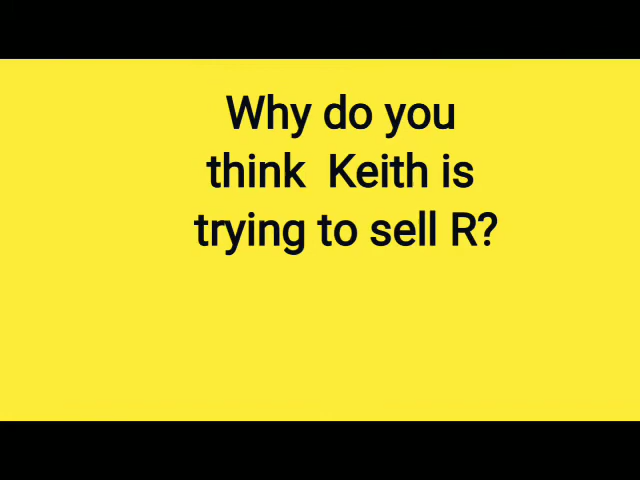 Why do you
think Keith is
trying to sell R?